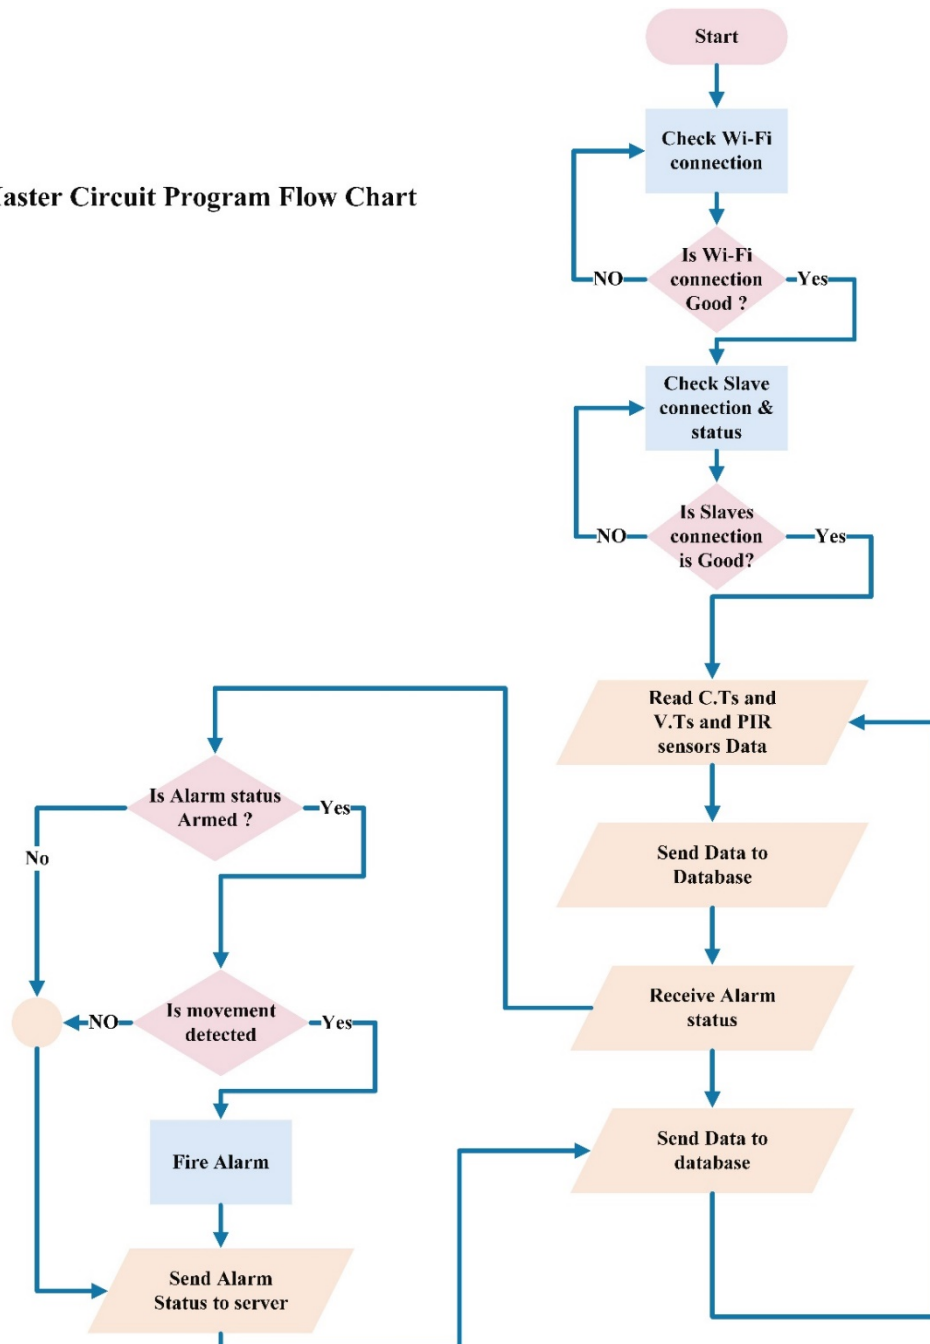 Start
Check Wi-Fi
connection
aster Circuit Program Flow Chart
Is Wi-Fi
connection
Good ?
NO
Yes
Check Slave
connection &
status
Is Slaves
connection
is Good?
NO
Yes
Read C.Ts and
V.Ts and PIR
sensors Data
Is Alarm status
Armed ?
Yes
No
Send Data to
Database
Receive Alarm
status
Is movement
detected
NO
Yes
Send Data to
database
Fire Alarm
Send Alarm
Status to server